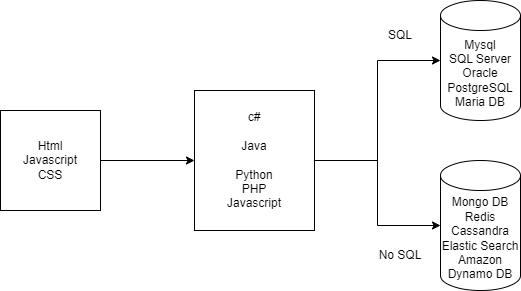 Html
Javascript
CSS
c#
Java
Python
PHP
Javascript
SQL
Mysql
SQL Server
Oracle
PostgreSQL
Maria DB
No SQL
Mongo DB
Redis
Cassandra
Elastic Search
Amazon
Dynamo DB